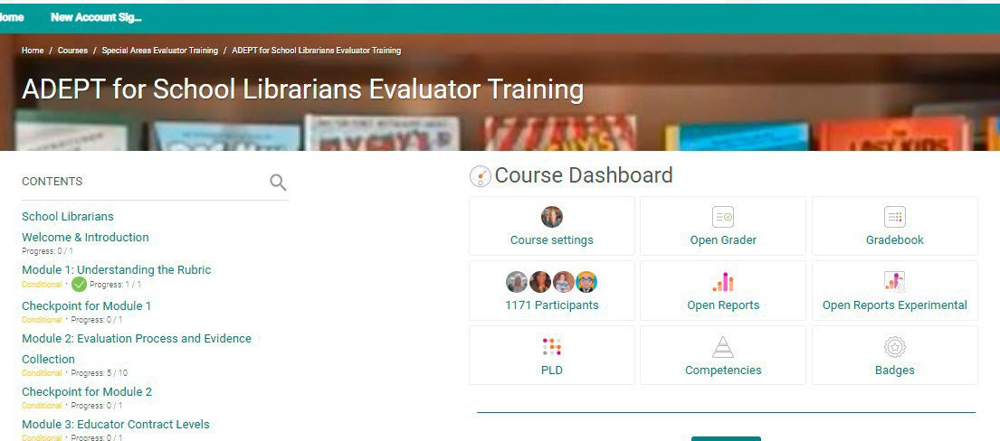 New Account Sig...
Home / Courses / Special Areas Evaluator Training / ADEPT for School Librarians Evaluator Training
ADEPT for School Librarians Evaluator Training
GUYS
LAST KIDS
CONTENTS
School Librarians
Welcome & Introduction
Progress: 0 / 1
Module 1: Understanding the Rubric
Conditional · Progress: 1 / 1
Checkpoint for Module 1
Conditional · Progress: 0 / 1
Module 2: Evaluation Process and Evidence
Collection
Conditional · Progress: 5 / 10
Checkpoint for Module 2
Conditional · Progress: 0 / 1
Module 3: Educator Contract Levels
Conditional · Progress: 0 / 1
Course Dashboard
Course settings
Open Grader
Gradebook
1171 Participants
Open Reports
Open Reports Experimental
PLD
Competencies
Badges